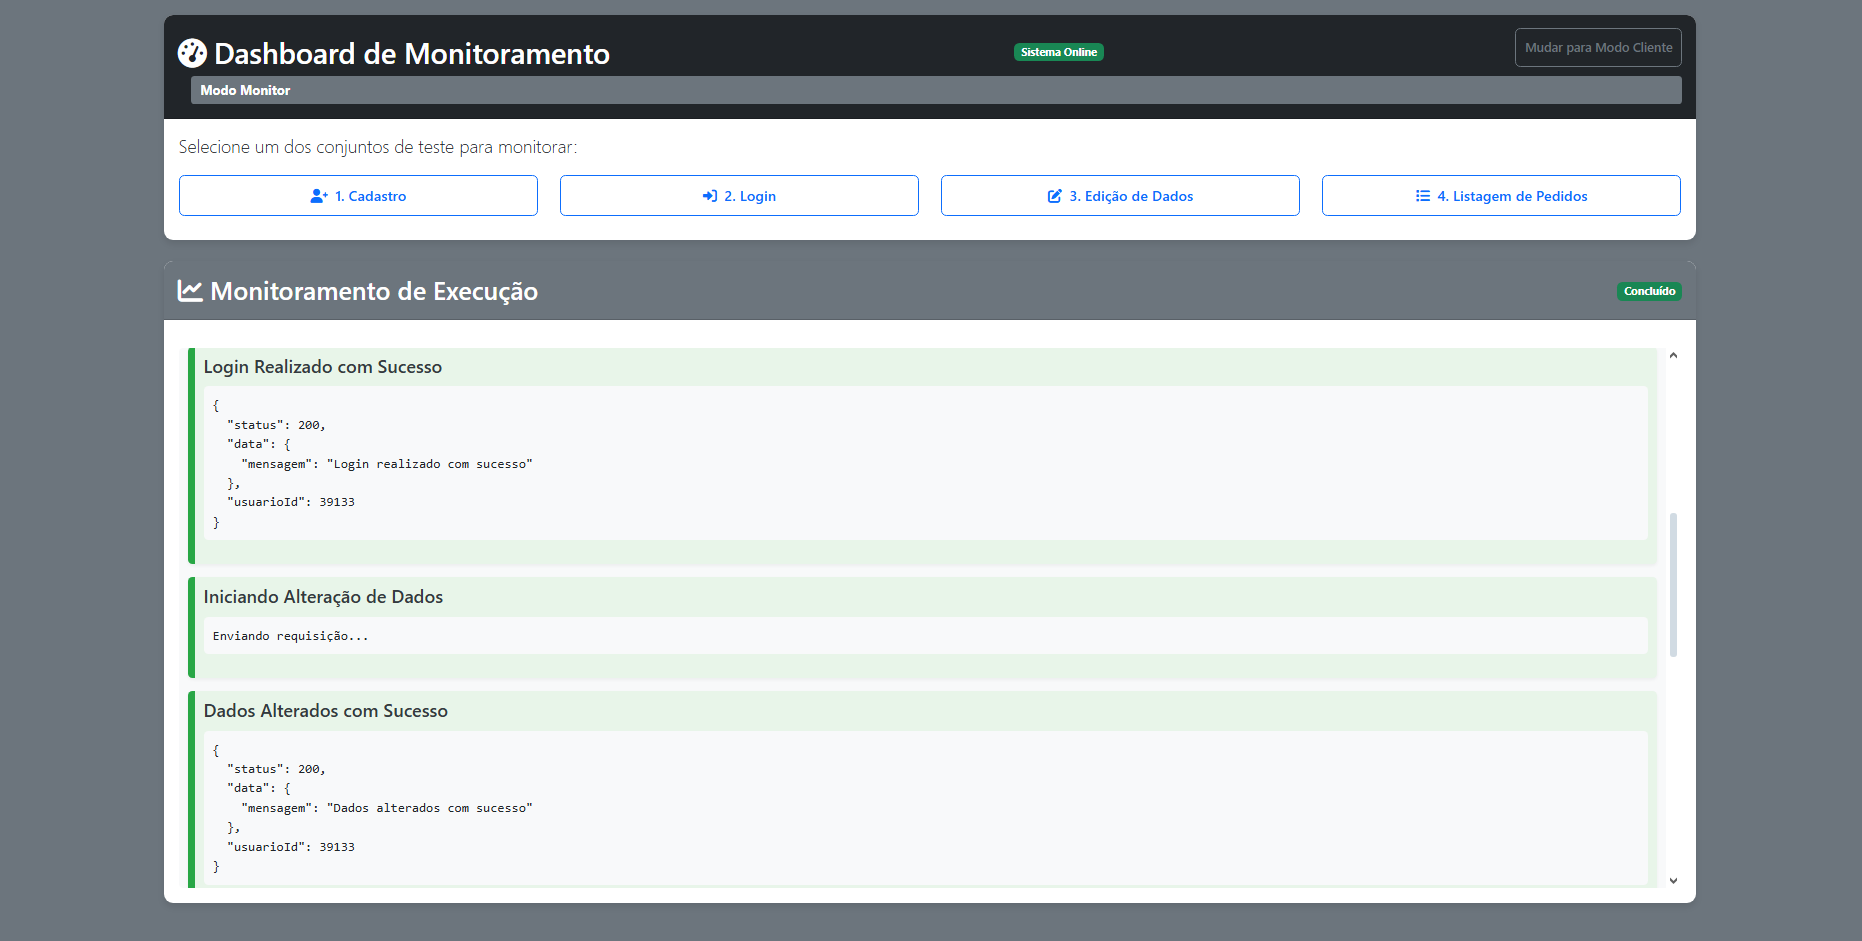 Dashboard de Monitoramento
Sistema Online
Mudar para Modo Cliente
Modo Monitor
Selecione um dos conjuntos de teste para monitorar:
1. Cadastro
2. Login
3. Edição de Dados
4. Listagem de Pedidos
Monitoramento de Execução
Concluído
Login Realizado com Sucesso
{
  "status": 200,
  "data": {
    "mensagem": "Login realizado com sucesso"
  },
  "usuarioId": 39133
}
Iniciando Alteração de Dados
Enviando requisição...
Dados Alterados com Sucesso
{
  "status": 200,
  "data": {
    "mensagem": "Dados alterados com sucesso"
  },
  "usuarioId": 39133
}